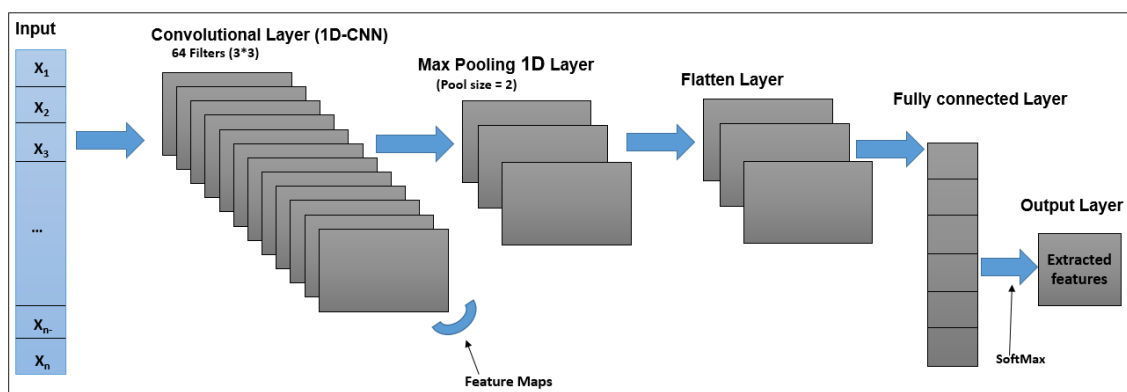 Input
X1
X2
X3
...
Xn-
Xn
Convolutional Layer (1D-CNN)
64 Filters (3*3)
Feature Maps
Max Pooling 1D Layer
(Pool size = 2)
Flatten Layer
Fully connected Layer
SoftMax
Output Layer
Extracted
features